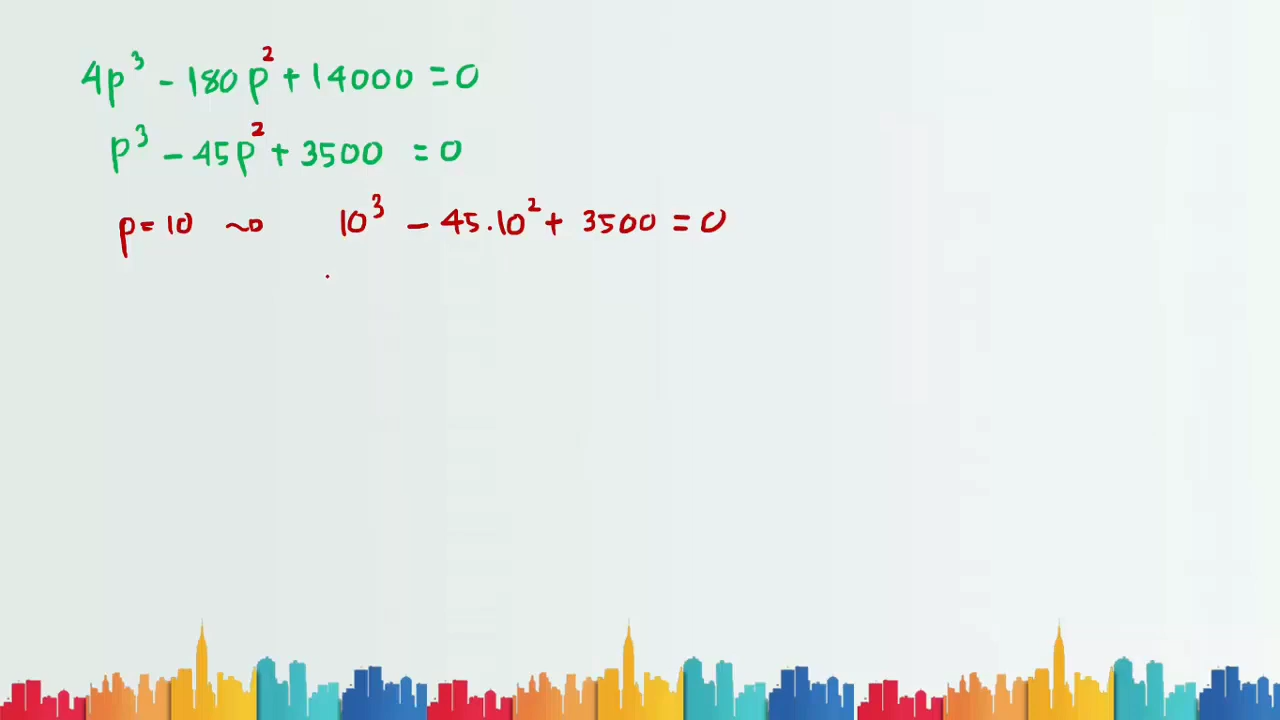 4p³ - 180p² + 14000 = 0
p³ - 45p² + 3500 = 0
p = 10 ~o 10³ - 45.10² + 3500 = 0